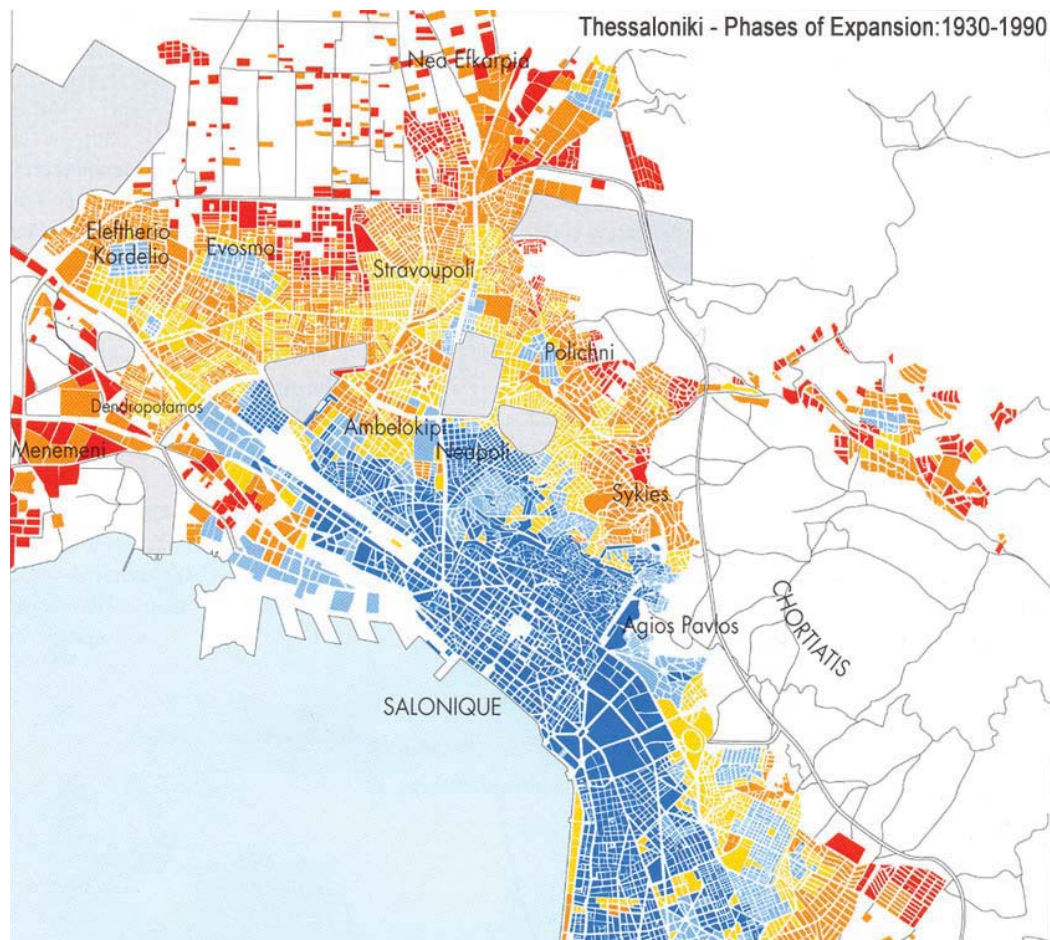 Thessaloniki - Phases of Expansion:1930-1990
Nea Efkarpia
Eleftherio
Kordelio
Evosmo
Stravoupoli
Polichni
Dendropotamos
Ambelokipi
Menemeni
Neapoli
Sykies
Agios Pavlos
CHORTIATIS
SALONIQUE